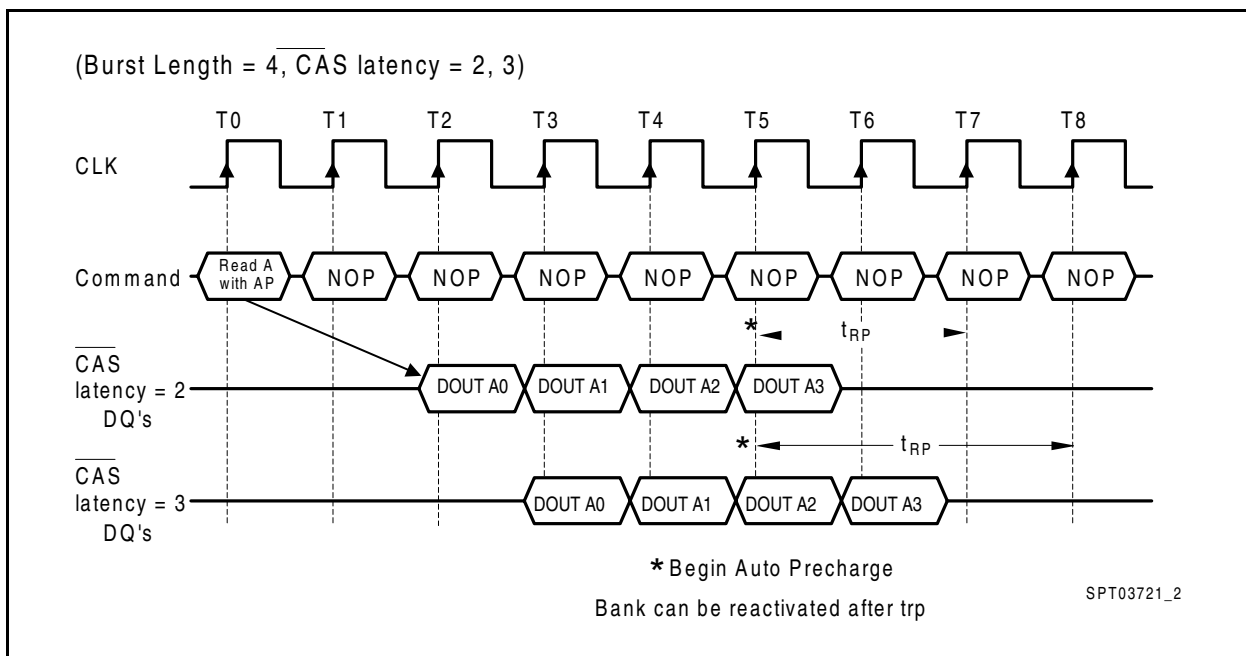 (Burst Length = 4, CAS latency = 2, 3)
T0 T1 T2 T3 T4 T5 T6 T7 T8
CLK
Command
Read A
with AP
NOP NOP NOP NOP NOP NOP NOP NOP
* tRP
CAS
latency = 2
DQ's
DOUT A0 DOUT A1 DOUT A2 DOUT A3
* tRP
CAS
latency = 3
DQ's
DOUT A0 DOUT A1 DOUT A2 DOUT A3
* Begin Auto Precharge
Bank can be reactivated after trp
SPT03721_2